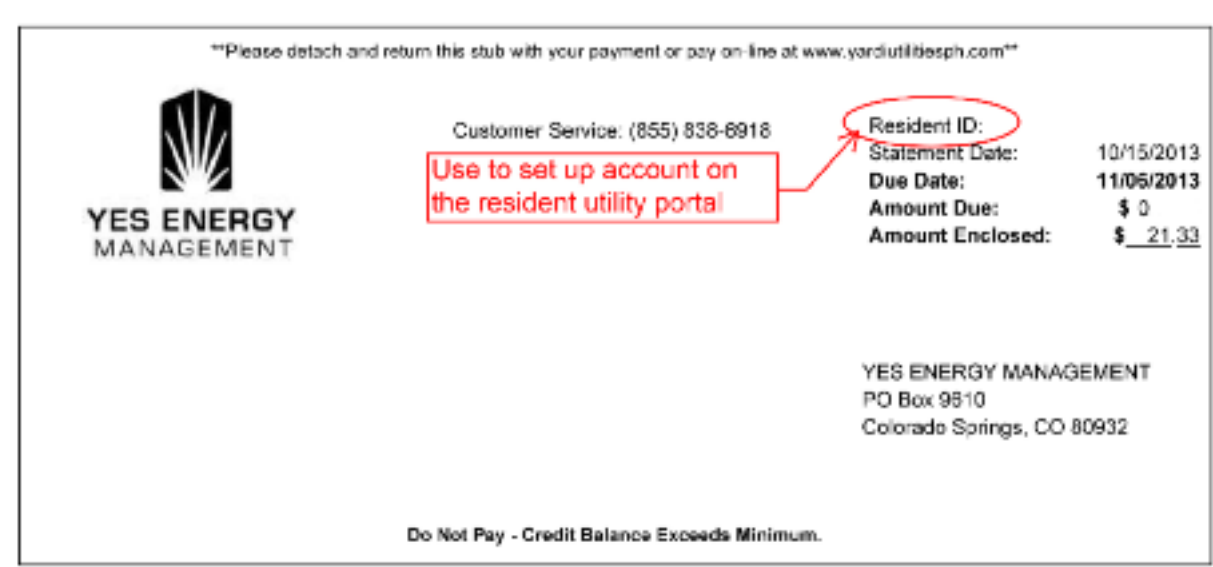 **Please detach and return this stub with your payment or pay on-line at www.yardiutilitiesph.com**
YES ENERGY
MANAGEMENT
Customer Service: (855) 838-6918
Use to set up account on
the resident utility portal
Resident ID:
Statement Date: 10/15/2013
Due Date: 11/06/2013
Amount Due: $ 0
Amount Enclosed: $ 21.33
YES ENERGY MANAGEMENT
PO Box 9610
Colorado Springs, CO 80932
Do Not Pay - Credit Balance Exceeds Minimum.